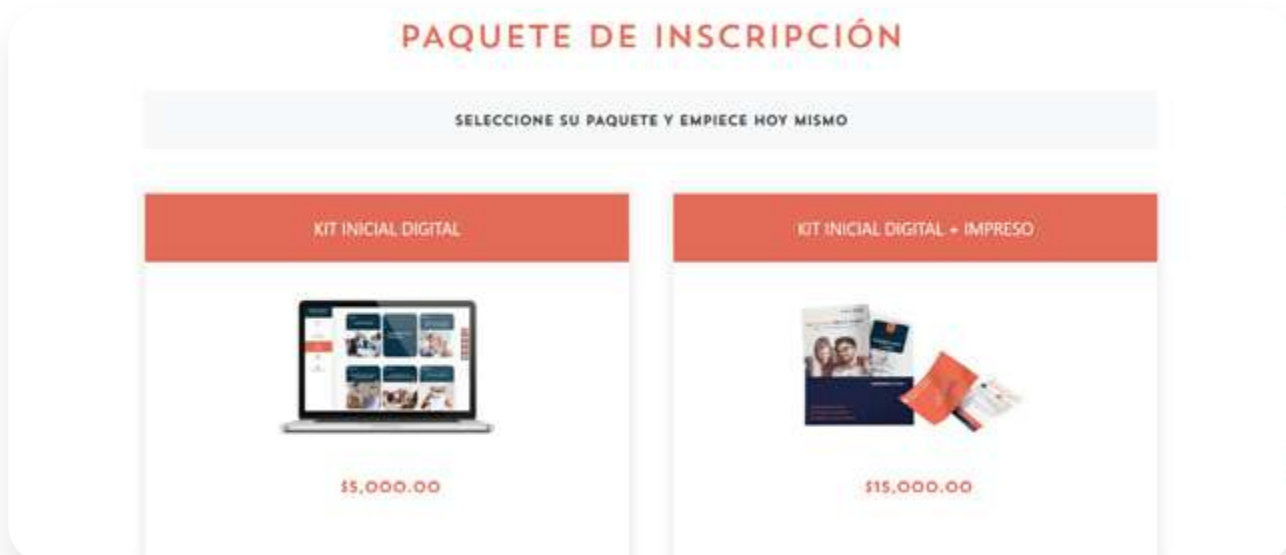 PAQUETE DE INSCRIPCIÓN
SELECCIONE SU PAQUETE Y EMPIECE HOY MISMO
KIT INICIAL DIGITAL
KIT INICIAL DIGITAL + IMPRESO
$5,000.00
$15,000.00